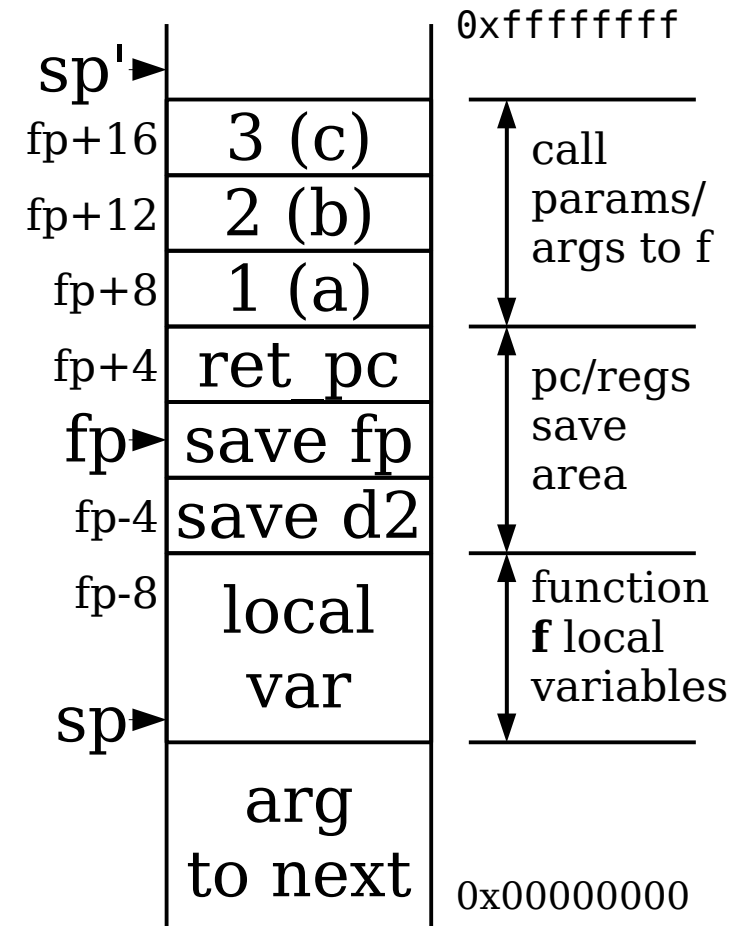 0xffffffff
sp'
fp+16
3 (c)
call
params/
args to f
fp+12
2 (b)
fp+8
1 (a)
fp+4
ret_pc
pc/regs
save
area
fp
save fp
fp-4
save d2
fp-8
local
var
function
f local
variables
sp
arg
to next
0x00000000